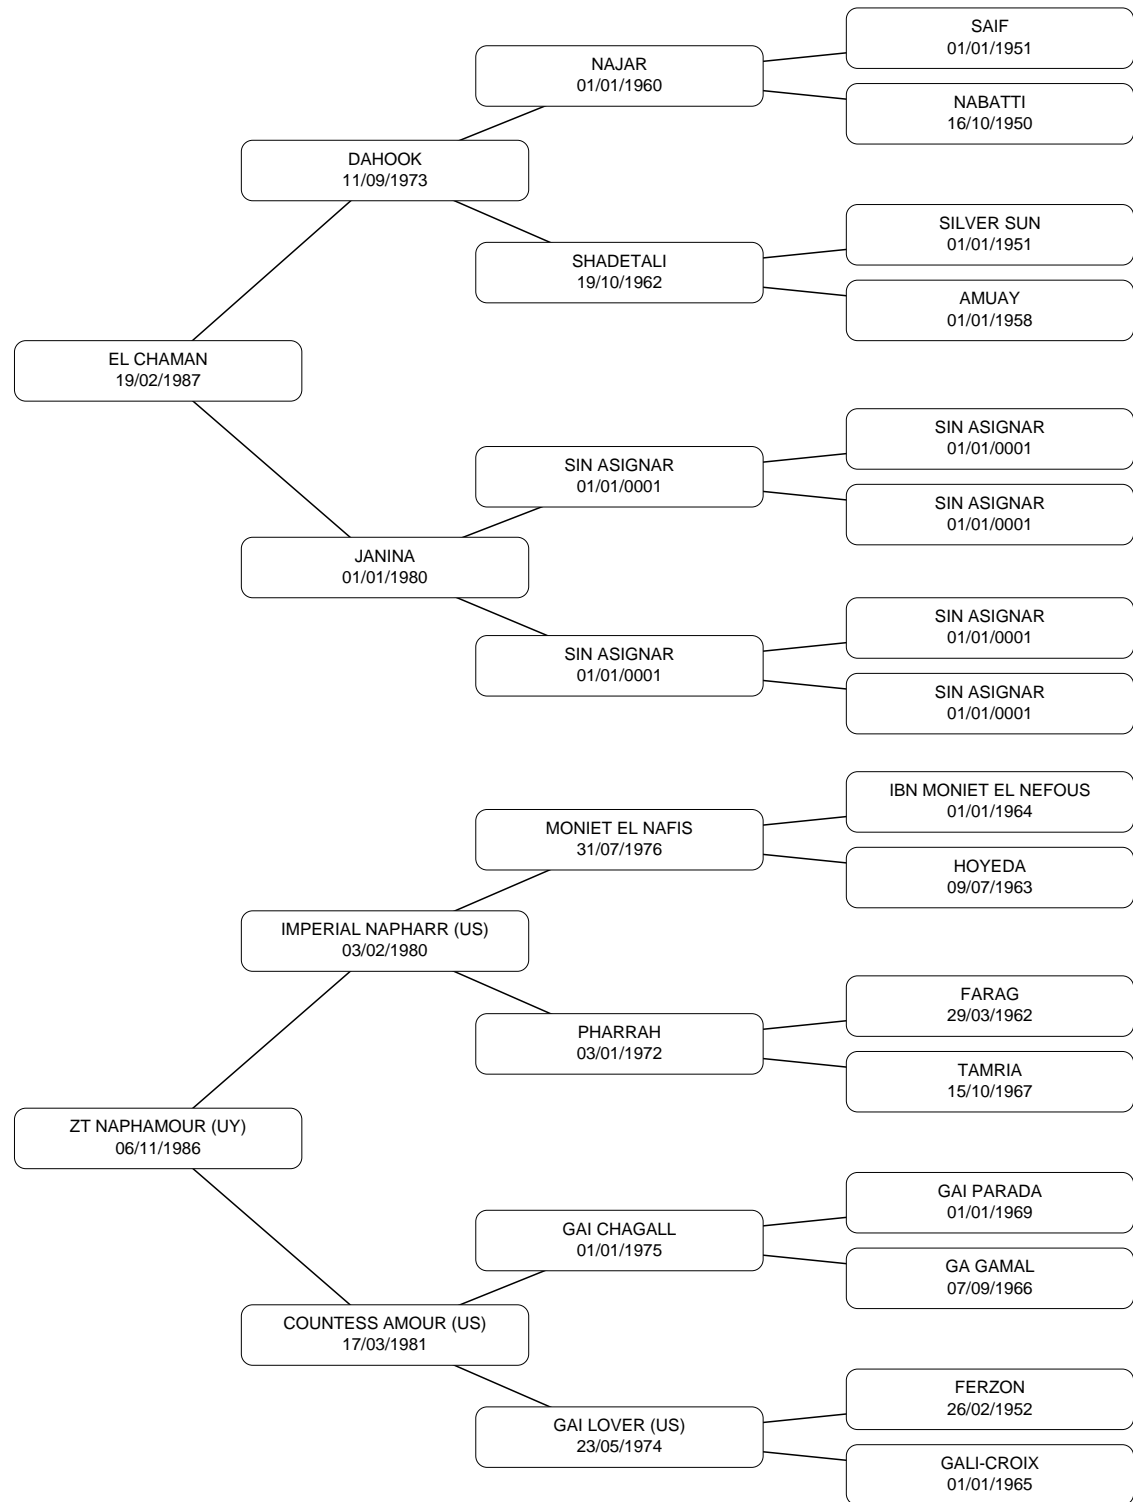 SAIF
01/01/1951
NAJAR
01/01/1960
NABATTI
16/10/1950
DAHOOK
11/09/1973
SILVER SUN
01/01/1951
SHADETALI
19/10/1962
AMUAY
01/01/1958
EL CHAMAN
19/02/1987
SIN ASIGNAR
01/01/0001
SIN ASIGNAR
01/01/0001
SIN ASIGNAR
01/01/0001
JANINA
01/01/1980
SIN ASIGNAR
01/01/0001
SIN ASIGNAR
01/01/0001
SIN ASIGNAR
01/01/0001
IBN MONIET EL NEFOUS
01/01/1964
MONIET EL NAFIS
31/07/1976
HOYEDA
09/07/1963
IMPERIAL NAPHARR (US)
03/02/1980
FARAG
29/03/1962
PHARRAH
03/01/1972
TAMRIA
15/10/1967
ZT NAPHAMOUR (UY)
06/11/1986
GAI PARADA
01/01/1969
GAI CHAGALL
01/01/1975
GA GAMAL
07/09/1966
COUNTESS AMOUR (US)
17/03/1981
FERZON
26/02/1952
GAI LOVER (US)
23/05/1974
GALI-CROIX
01/01/1965